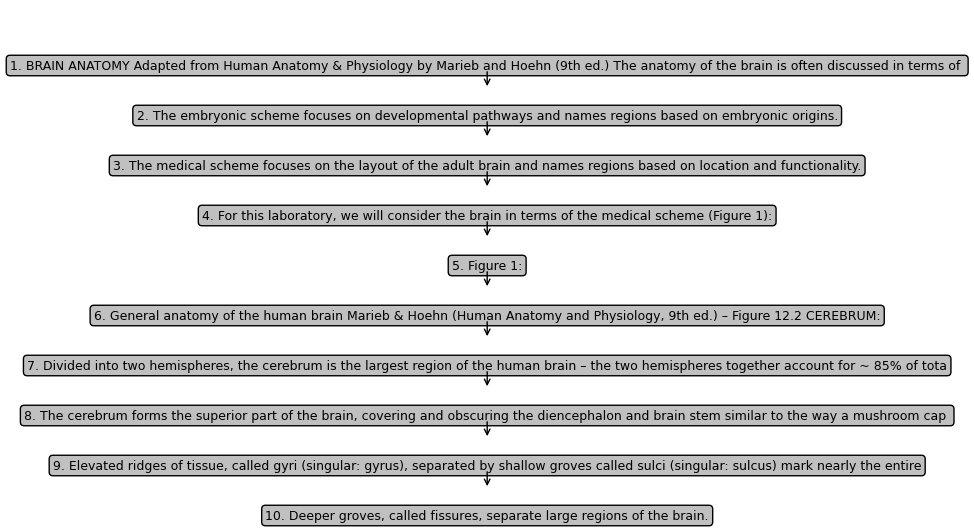 1. BRAIN ANATOMY Adapted from Human Anatomy & Physiology by Marieb and Hoehn (9th ed.) The anatomy of the brain is often discussed in terms of
2. The embryonic scheme focuses on developmental pathways and names regions based on embryonic origins.
3. The medical scheme focuses on the layout of the adult brain and names regions based on location and functionality.
4. For this laboratory, we will consider the brain in terms of the medical scheme (Figure 1):
5. Figure 1:
6. General anatomy of the human brain Marieb & Hoehn (Human Anatomy and Physiology, 9th ed.) – Figure 12.2 CEREBRUM:
7. Divided into two hemispheres, the cerebrum is the largest region of the human brain – the two hemispheres together account for ~ 85% of tota
8. The cerebrum forms the superior part of the brain, covering and obscuring the diencephalon and brain stem similar to the way a mushroom cap
9. Elevated ridges of tissue, called gyri (singular: gyrus), separated by shallow groves called sulci (singular: sulcus) mark nearly the entire
10. Deeper groves, called fissures, separate large regions of the brain.